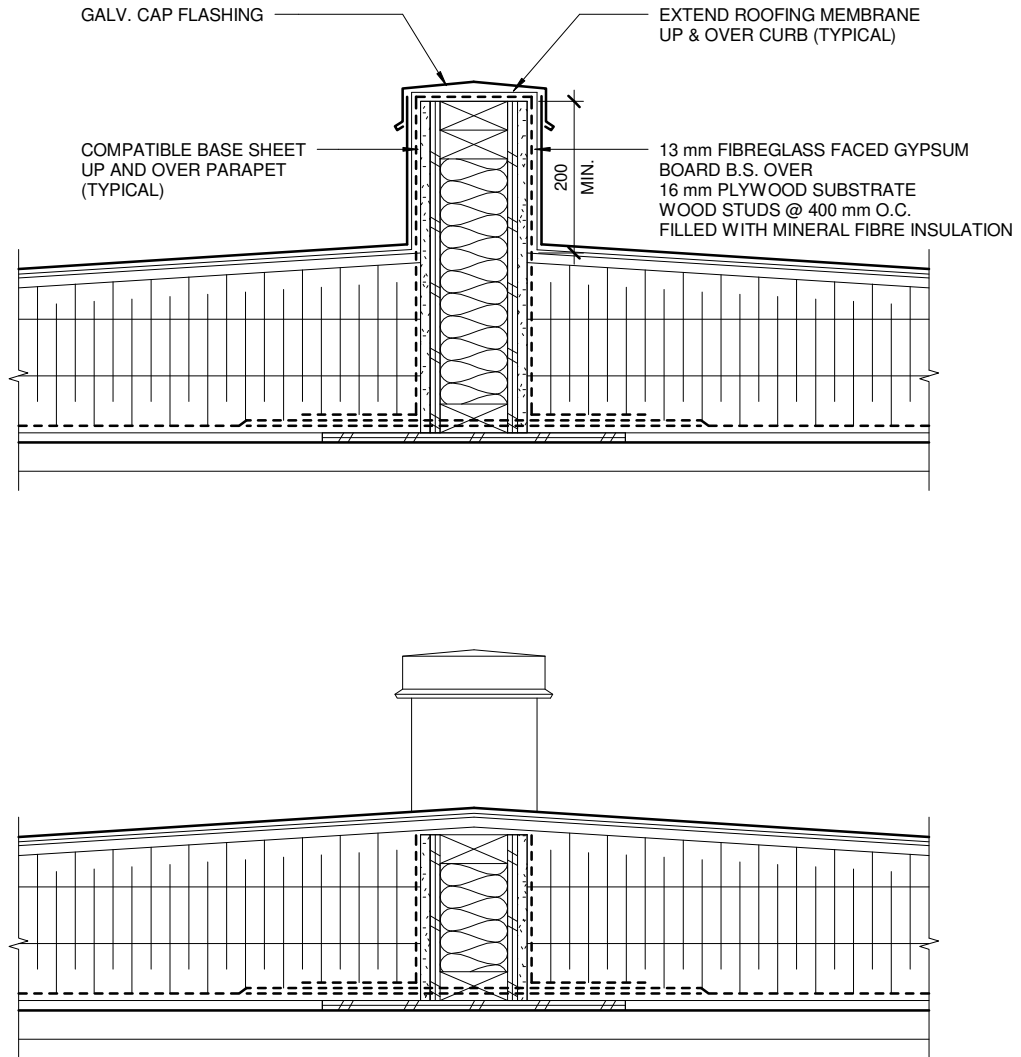 GALV. CAP FLASHING
EXTEND ROOFING MEMBRANE
UP & OVER CURB (TYPICAL)
COMPATIBLE BASE SHEET
UP AND OVER PARAPET
(TYPICAL)
200
MIN.
13 mm FIBREGLASS FACED GYPSUM
BOARD B.S. OVER
16 mm PLYWOOD SUBSTRATE
WOOD STUDS @ 400 mm O.C.
FILLED WITH MINERAL FIBRE INSULATION